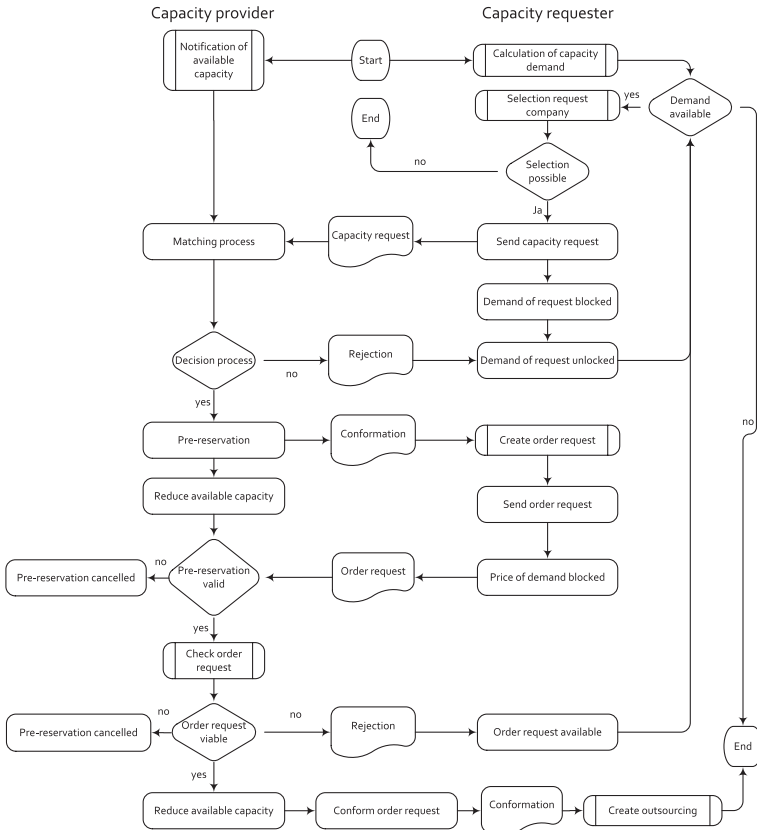 Capacity provider
Capacity requester
Notification of
available
capacity
Start
Calculation of capacity
demand
End
Selection request
company
yes
Demand
available
no
Selection
possible
Ja
Matching process
Capacity request
Send capacity request
Demand of request blocked
Decision process
no
Rejection
Demand of request unlocked
yes
no
Pre-reservation
Conformation
Create order request
Reduce available capacity
Send order request
Pre-reservation cancelled
no
Pre-reservation
valid
Order request
Price of demand blocked
yes
Check order
request
Pre-reservation cancelled
no
Order request
viable
no
Rejection
Order request available
End
yes
Reduce available capacity
Conform order request
Conformation
Create outsourcing